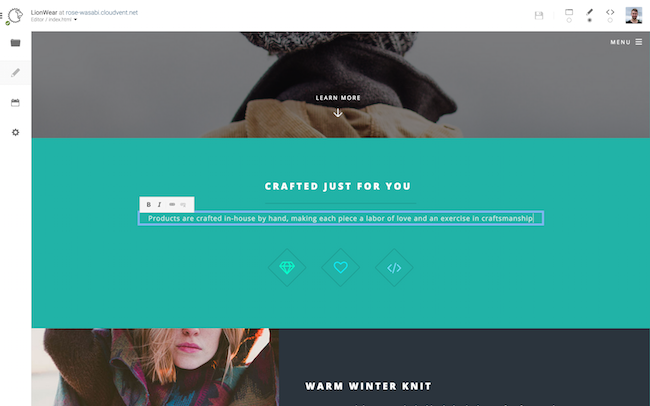 LionWear at rose-wasabi.cloudvent.net
Editor / index.html
MENU
LEARN MORE
CRAFTED JUST FOR YOU
B I
Products are crafted in-house by hand, making each piece a labor of love and an exercise in craftsmanship
</>
WARM WINTER KNIT